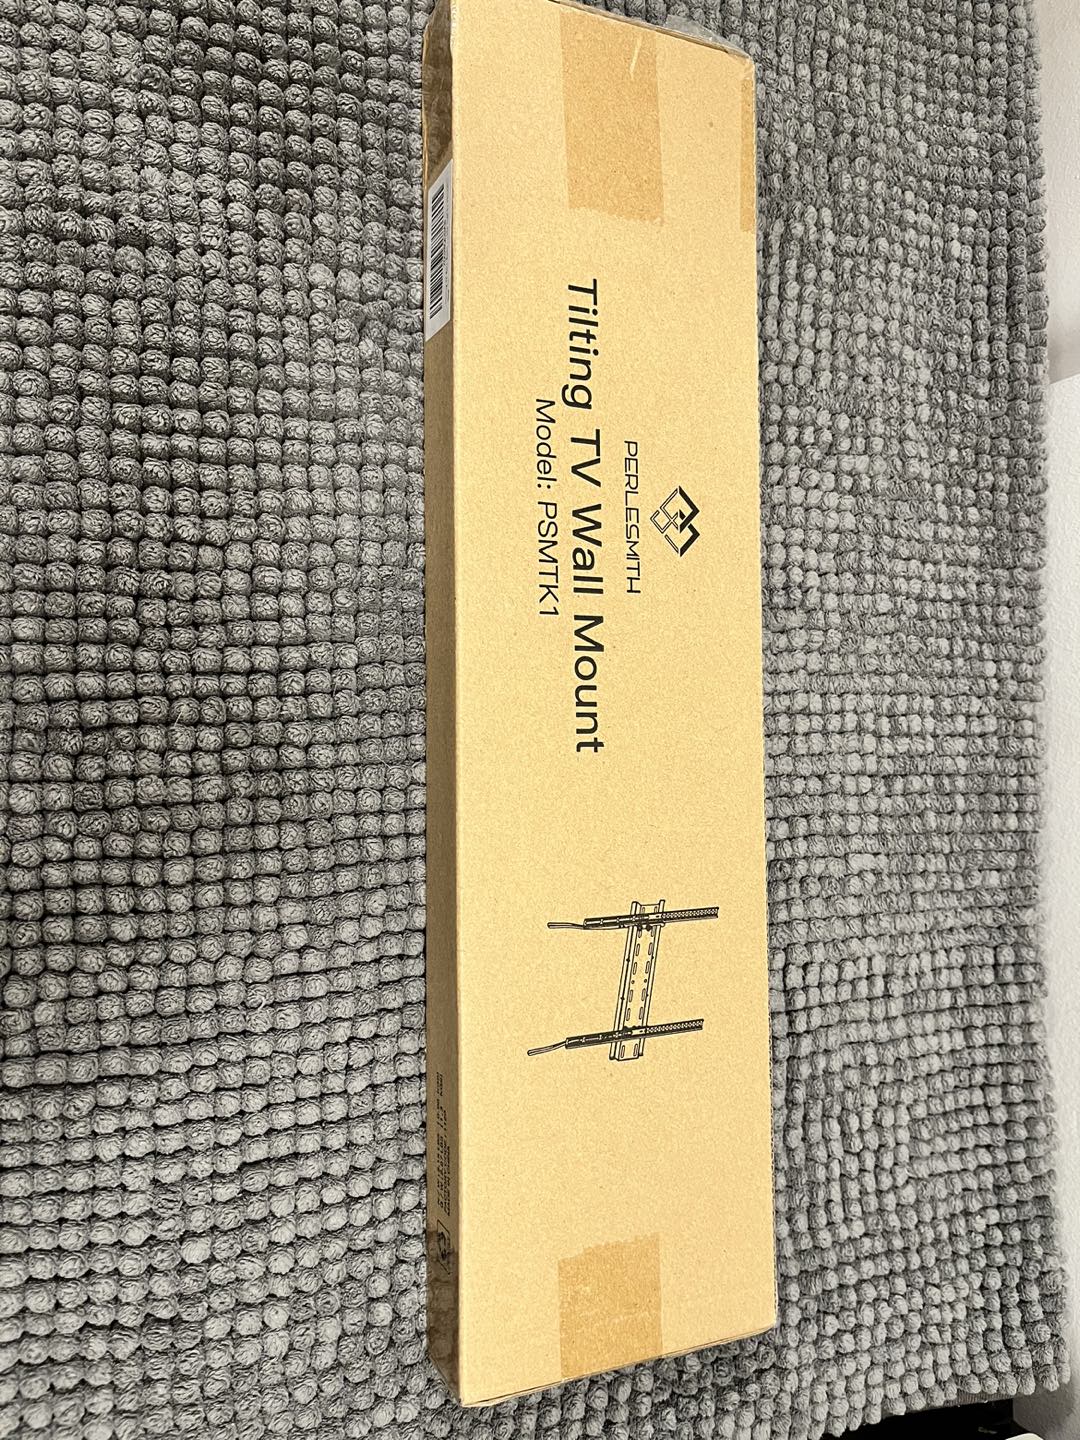 PERLESMITH
Tilting TV Wall Mount
Model: PSMTK1